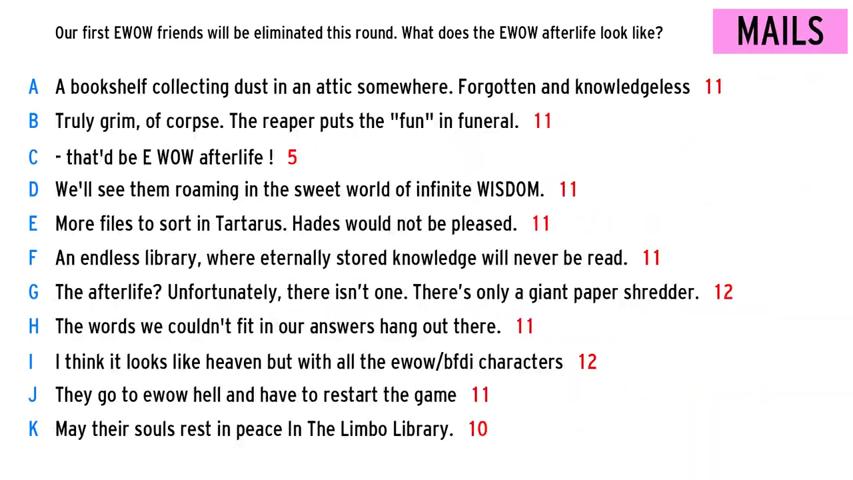 Our first EWOW friends will be eliminated this round. What does the EWOW afterlife look like?
MAILS
A A bookshelf collecting dust in an attic somewhere. Forgotten and knowledgeless 11
B Truly grim, of corpse. The reaper puts the "fun" in funeral. 11
C - that'd be E WOW afterlife ! 5
D We'll see them roaming in the sweet world of infinite WISDOM. 11
E More files to sort in Tartarus. Hades would not be pleased. 11
F An endless library, where eternally stored knowledge will never be read. 11
G The afterlife? Unfortunately, there isn’t one. There’s only a giant paper shredder. 12
H The words we couldn't fit in our answers hang out there. 11
I I think it looks like heaven but with all the ewow/bfdi characters 12
J They go to ewow hell and have to restart the game 11
K May their souls rest in peace In The Limbo Library. 10